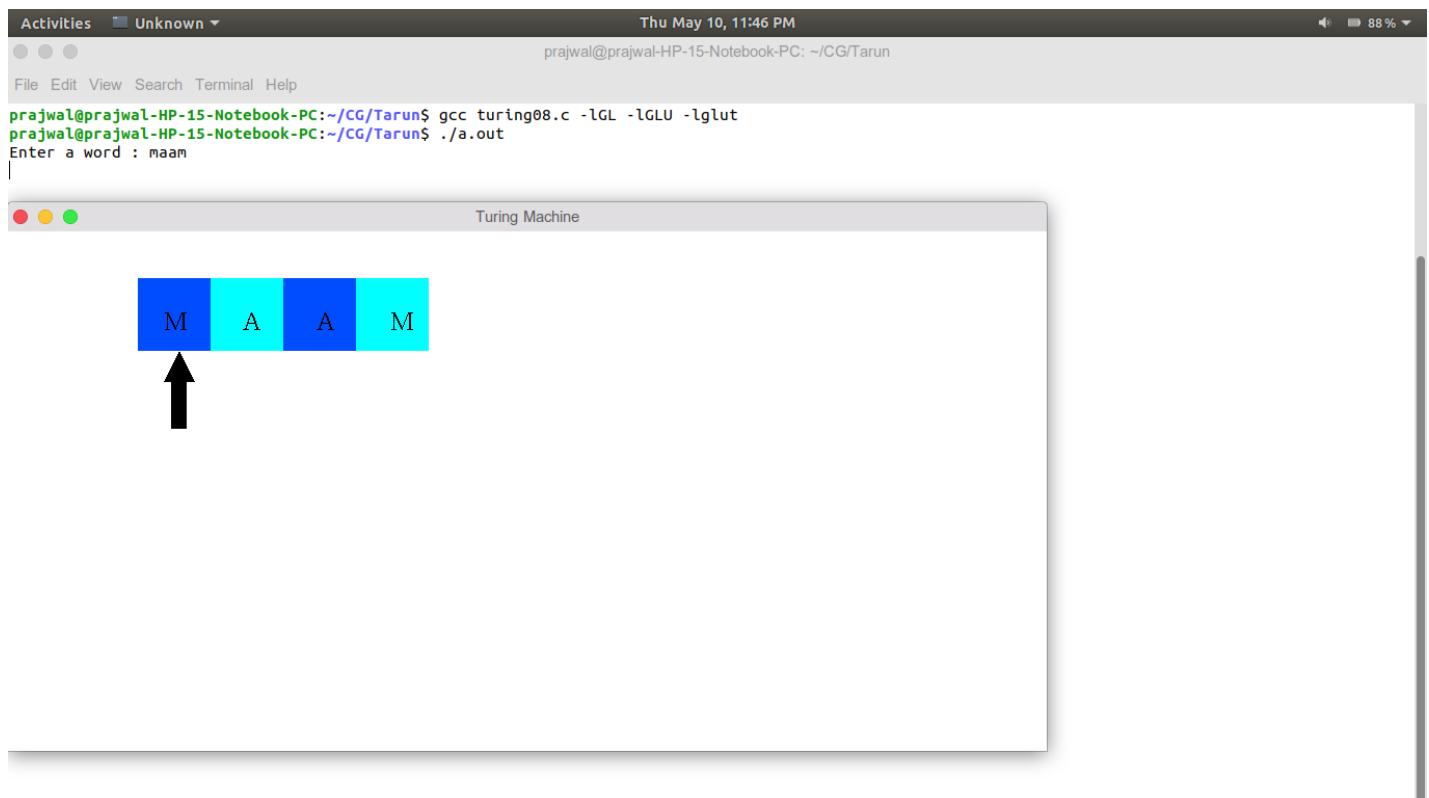 Activities Unknown Thu May 10, 11:46 PM 88%
prajwal@prajwal-HP-15-Notebook-PC: ~/CG/Tarun
File Edit View Search Terminal Help
prajwal@prajwal-HP-15-Notebook-PC:~/CG/Tarun$ gcc turing08.c -lGL -lGLU -lglut
prajwal@prajwal-HP-15-Notebook-PC:~/CG/Tarun$ ./a.out
Enter a word : maam
Turing Machine
M A A M